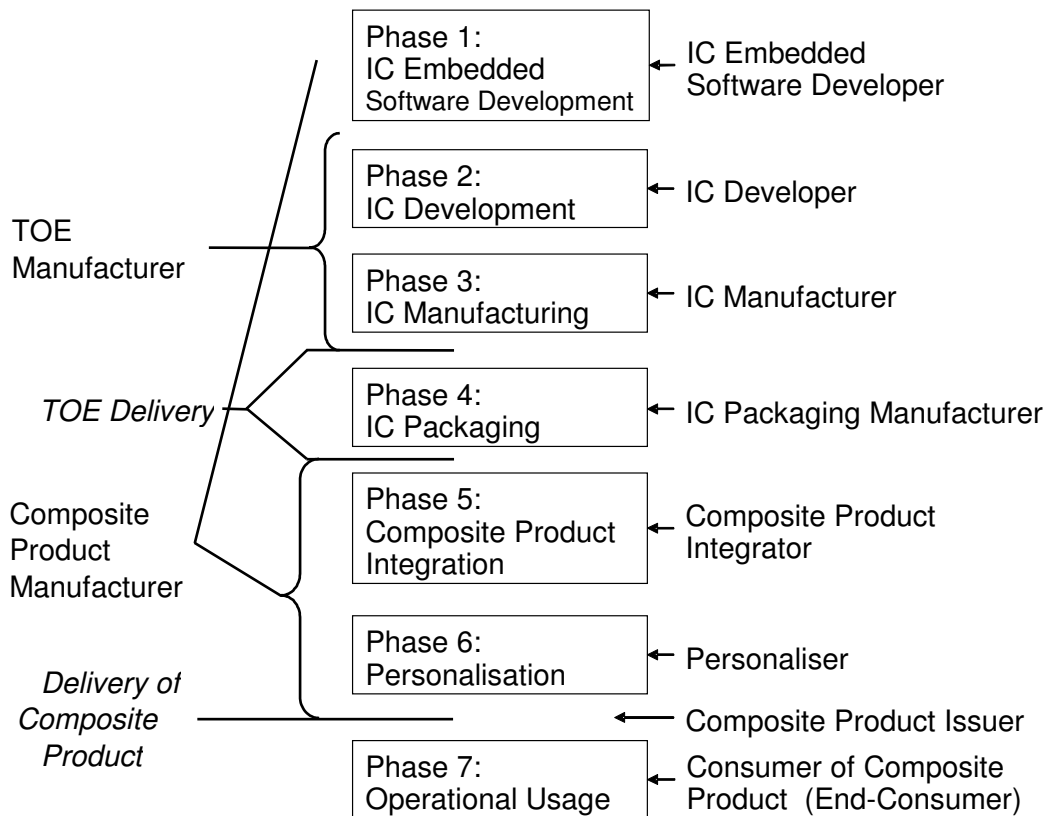 Phase 1:
IC Embedded
Software Development
IC Embedded
Software Developer
Phase 2:
IC Development
IC Developer
TOE
Manufacturer
Phase 3:
IC Manufacturing
IC Manufacturer
TOE Delivery
Phase 4:
IC Packaging
IC Packaging Manufacturer
Composite
Product
Manufacturer
Phase 5:
Composite Product
Integration
Composite Product
Integrator
Phase 6:
Personalisation
Personaliser
Delivery of
Composite
Product
Composite Product Issuer
Phase 7:
Operational Usage
Consumer of Composite
Product (End-Consumer)